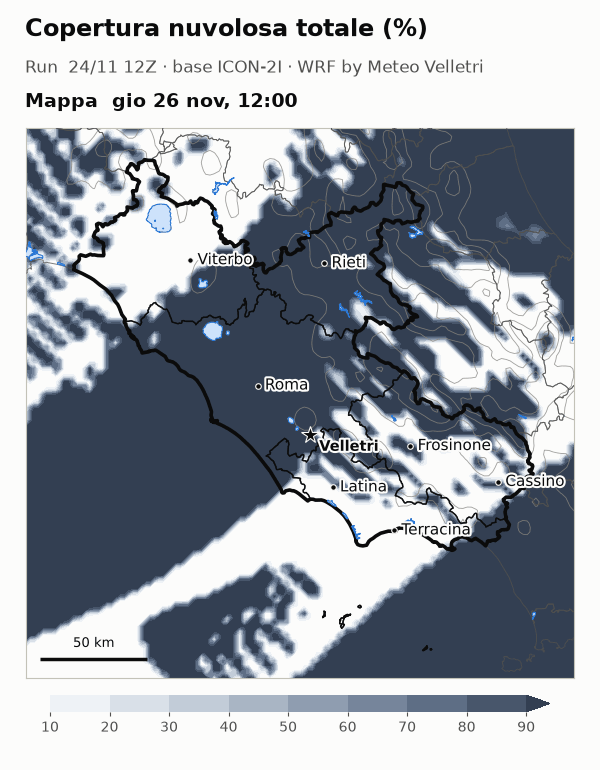 Copertura nuvolosa totale (%)
Run  24/11 12Z · base ICON-2I · WRF by Meteo Velletri
Mappa  gio 26 nov, 12:00
Viterbo
Rieti
Roma
Velletri
Frosinone
Latina
Cassino
Terracina
50 km
10 20 30 40 50 60 70 80 90